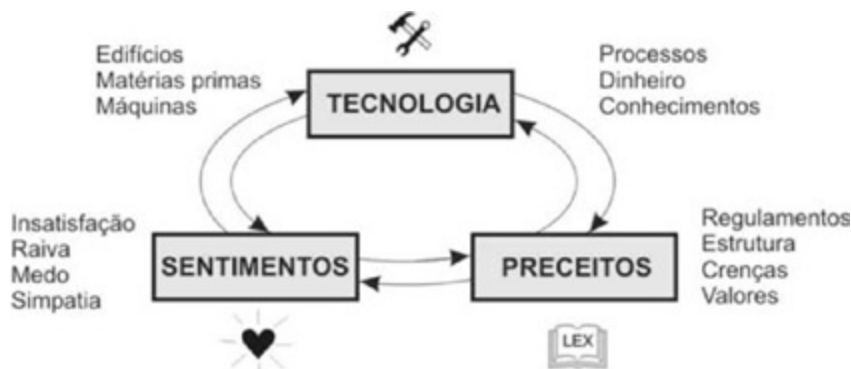 Edifícios
Matérias primas
Máquinas
TECNOLOGIA
Processos
Dinheiro
Conhecimentos
Insatisfação
Raiva
Medo
Simpatia
SENTIMENTOS
PRECEITOS
Regulamentos
Estrutura
Crenças
Valores
LEX